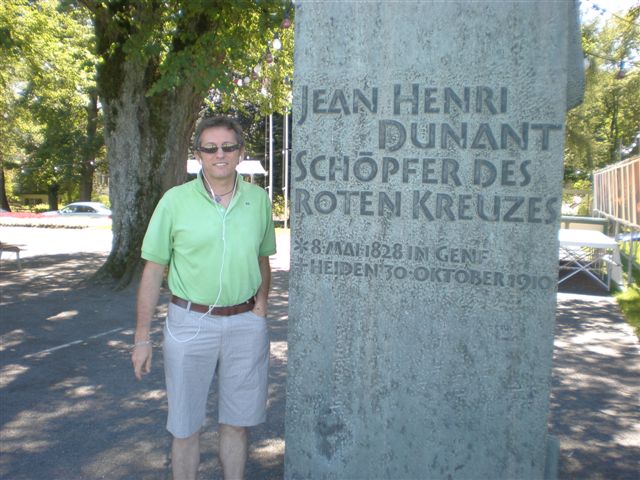 JEAN HENRI
DUNANT
SCHÖPFER DES
ROTEN KREUZES
* 8·MAI 1828 IN GENF
† HEIDEN 30·OKTOBER 1910